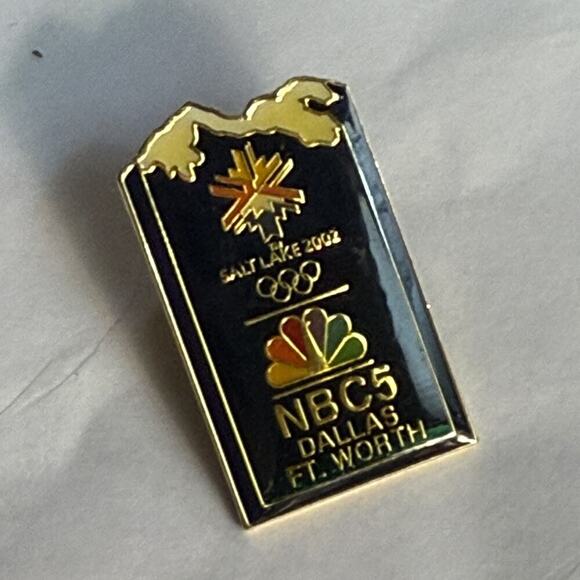 SALT LAKE 2002
NBC5
DALLAS
FT. WORTH